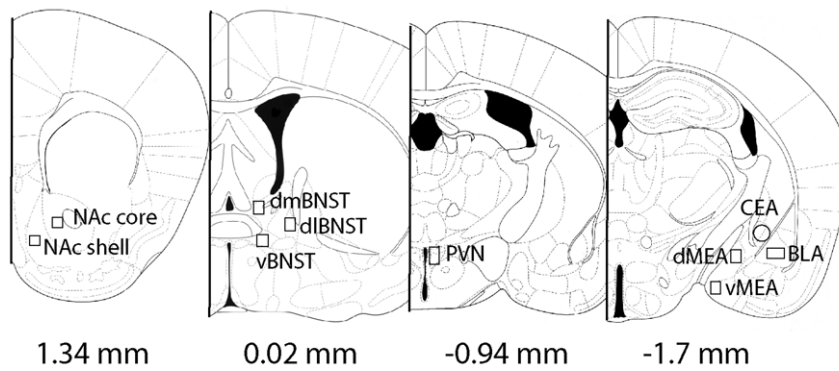 NAc core
NAc shell
dmBNST
dlBNST
vBNST
PVN
CEA
dMEA
BLA
vMEA
1.34 mm
0.02 mm
-0.94 mm
-1.7 mm